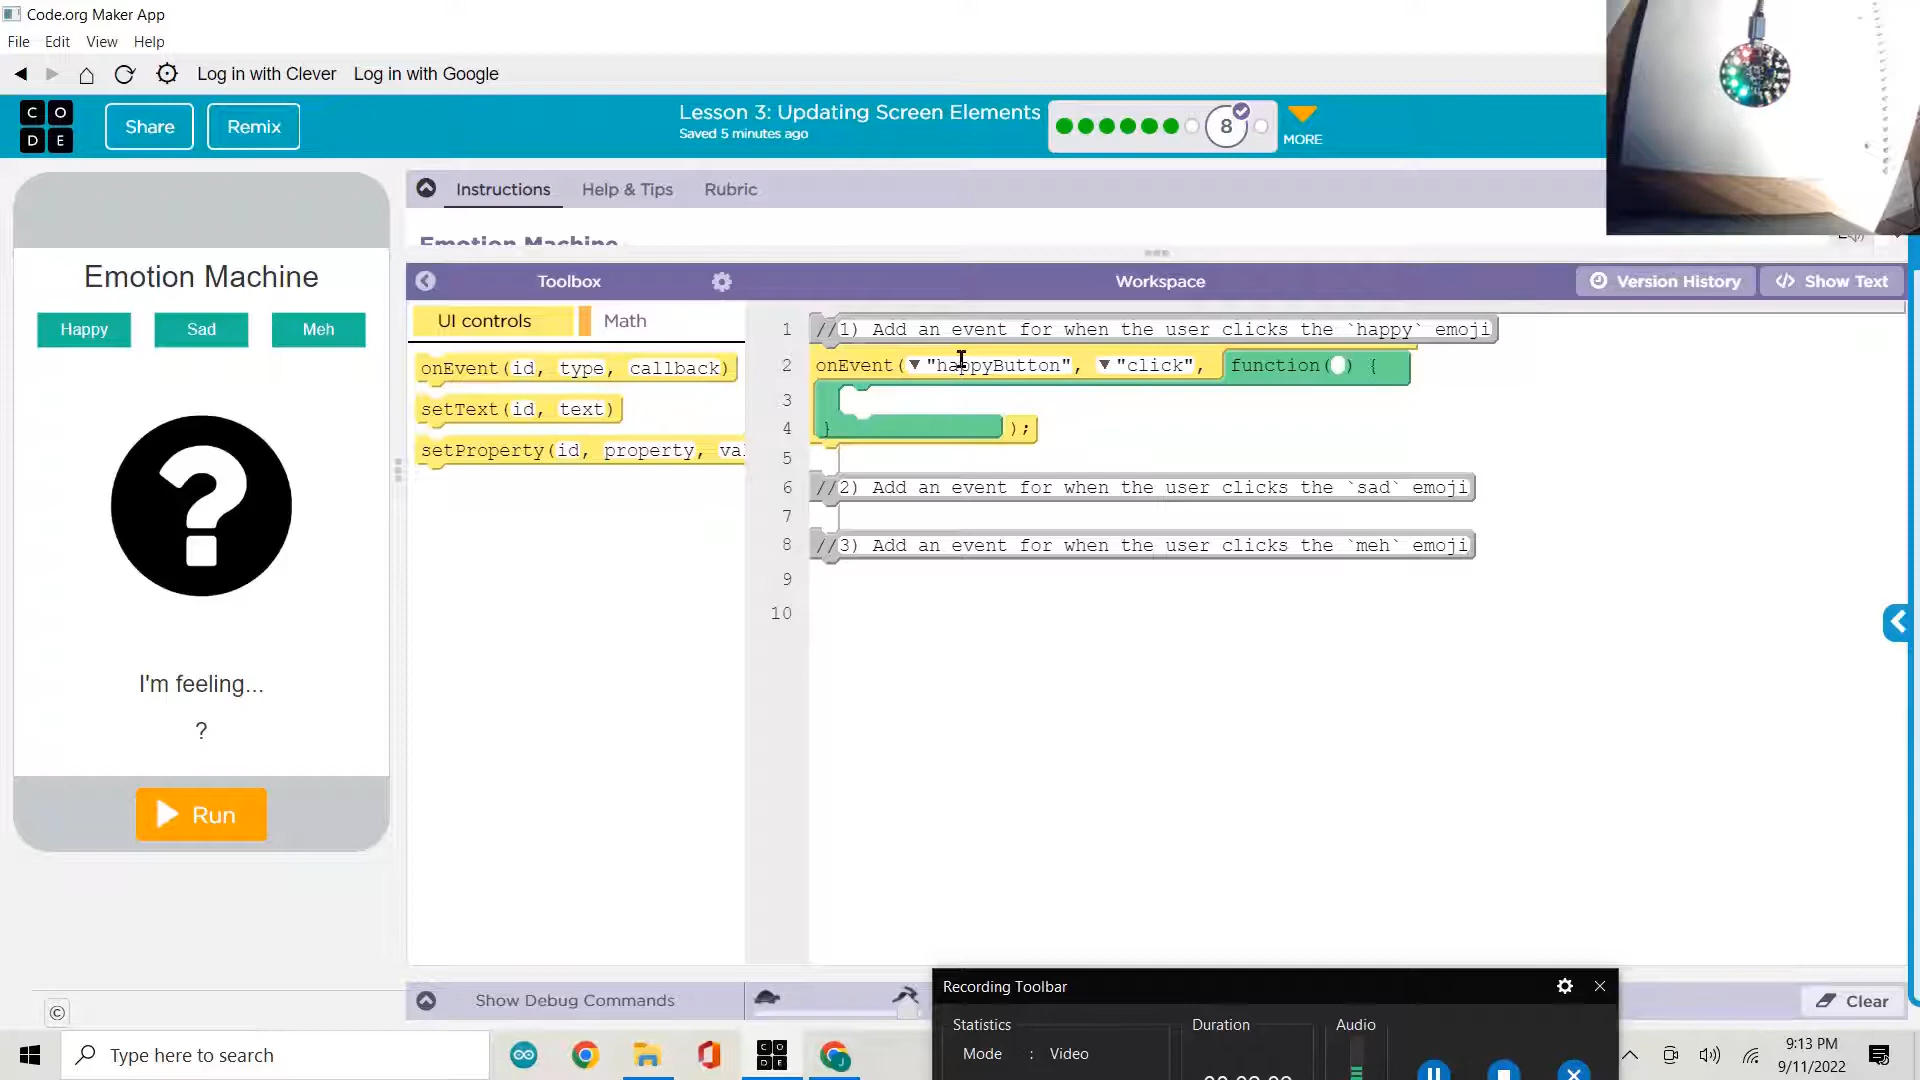 Code.org Maker App
File Edit View Help
Log in with Clever Log in with Google
CODE
Share
Remix
Lesson 3: Updating Screen Elements
Saved 5 minutes ago
8
MORE
Instructions Help & Tips Rubric
Emotion Machine
Toolbox
Workspace
Version History
</> Show Text
Emotion Machine
Happy Sad Meh
?
I'm feeling...
?
Run
UI controls
Math
onEvent(id, type, callback)
setText(id, text)
setProperty(id, property, va
1 //1) Add an event for when the user clicks the `happy` emoji
2 onEvent( ▼ "happyButton", ▼ "click", function( ) {
3
4 } );
5
6 //2) Add an event for when the user clicks the `sad` emoji
7
8 //3) Add an event for when the user clicks the `meh` emoji
9
10
Show Debug Commands
Clear
©
Recording Toolbar
Statistics
Duration
Audio
Mode : Video
Type here to search
9:13 PM
9/11/2022